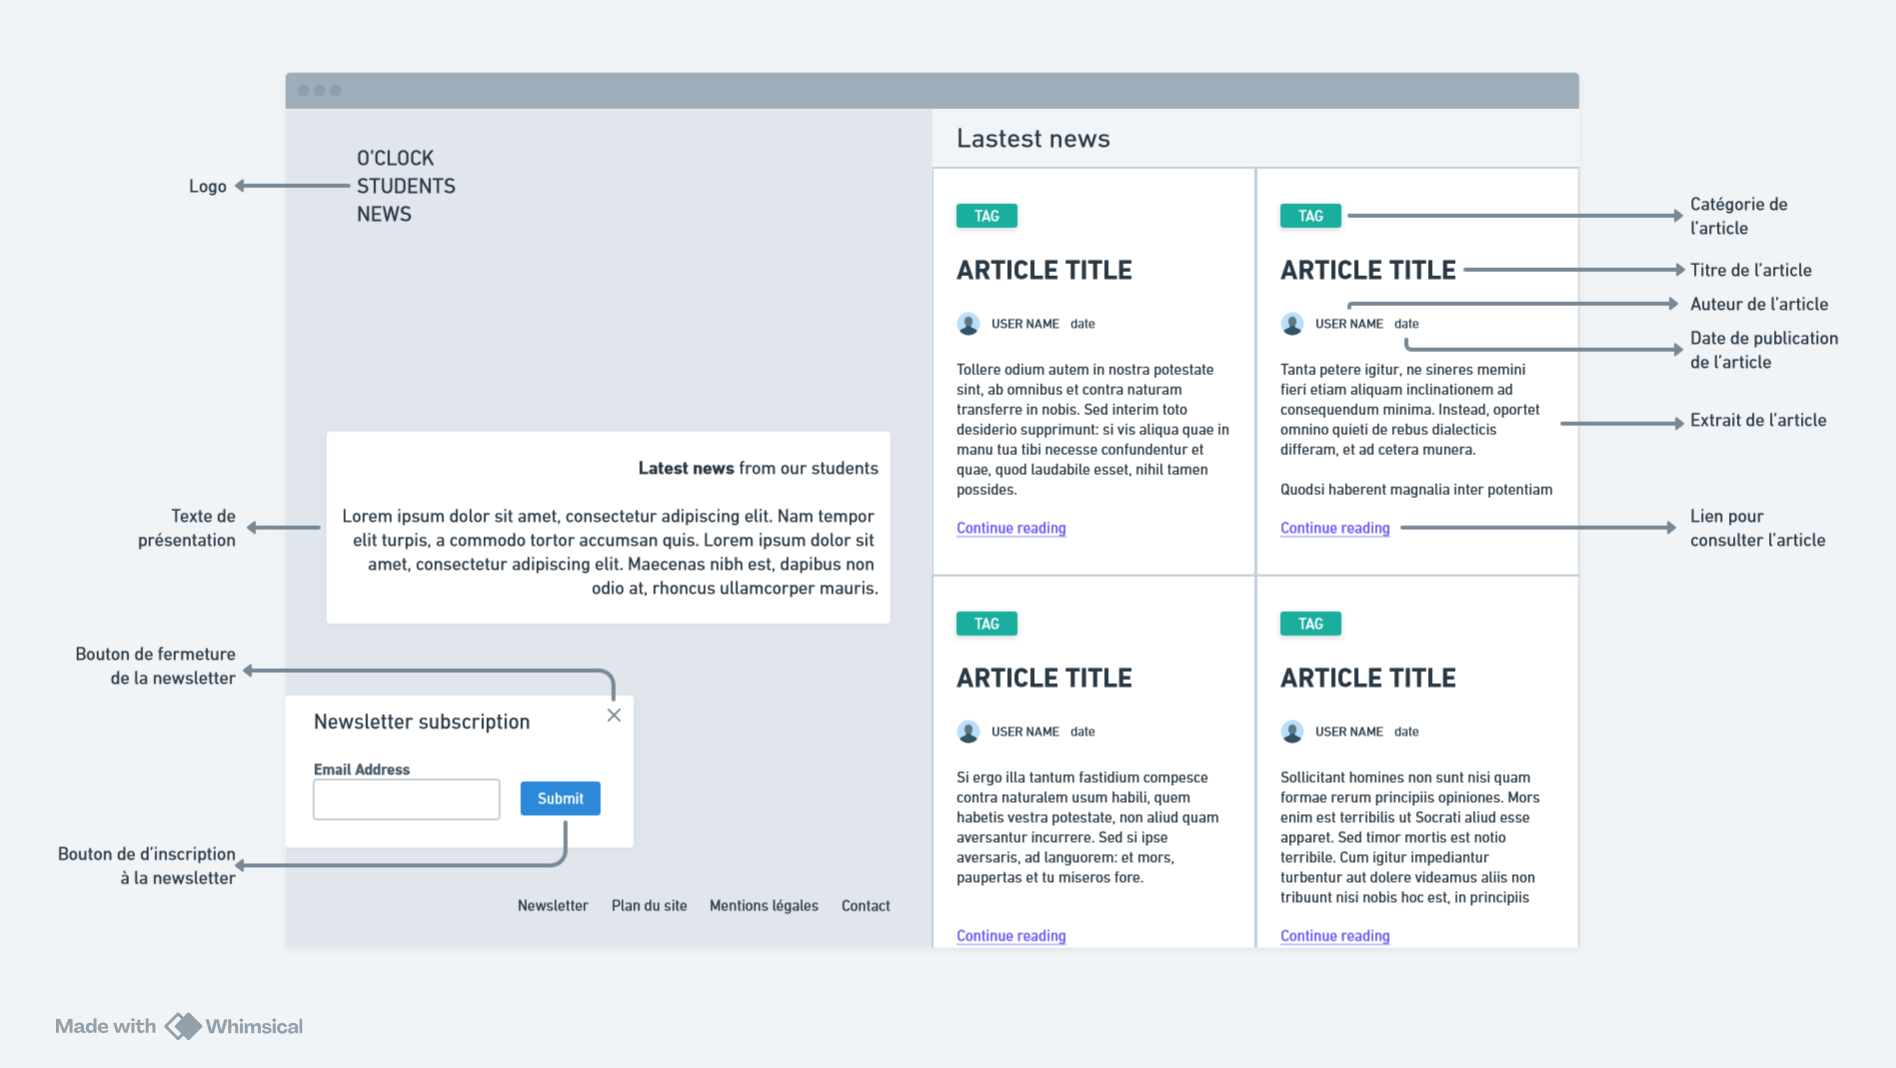 Logo
O'CLOCK
STUDENTS
NEWS
Texte de
présentation
Latest news from our students
Lorem ipsum dolor sit amet, consectetur adipiscing elit. Nam tempor
elit turpis, a commodo tortor accumsan quis. Lorem ipsum dolor sit
amet, consectetur adipiscing elit. Maecenas nibh est, dapibus non
odio at, rhoncus ullamcorper mauris.
Bouton de fermeture
de la newsletter
Newsletter subscription
Email Address
Submit
Bouton de d'inscription
à la newsletter
Newsletter Plan du site Mentions légales Contact
Lastest news
TAG
ARTICLE TITLE
USER NAME date
Tollere odium autem in nostra potestate
sint, ab omnibus et contra naturam
transferre in nobis. Sed interim toto
desiderio supprimunt: si vis aliqua quae in
manu tua tibi necesse confundentur et
quae, quod laudabile esset, nihil tamen
possides.
Continue reading
TAG
ARTICLE TITLE
USER NAME date
Tanta petere igitur, ne sineres memini
fieri etiam aliquam inclinationem ad
consequendum minima. Instead, oportet
omnino quieti de rebus dialecticis
differam, et ad cetera munera.
Quodsi haberent magnalia inter potentiam
Continue reading
Catégorie de
l'article
Titre de l'article
Auteur de l'article
Date de publication
de l'article
Extrait de l'article
Lien pour
consulter l'article
TAG
ARTICLE TITLE
USER NAME date
Si ergo illa tantum fastidium compesce
contra naturalem usum habili, quem
habetis vestra potestate, non aliud quam
aversantur incurrere. Sed si ipse
aversaris, ad languorem: et mors,
paupertas et tu miseros fore.
Continue reading
TAG
ARTICLE TITLE
USER NAME date
Sollicitant homines non sunt nisi quam
formae rerum principiis opiniones. Mors
enim est terribilis ut Socrati aliud esse
apparet. Sed timor mortis est notio
terribile. Cum igitur impediantur
turbentur aut dolere videamus aliis non
tribuunt nisi nobis hoc est, in principiis
Continue reading
Made with Whimsical